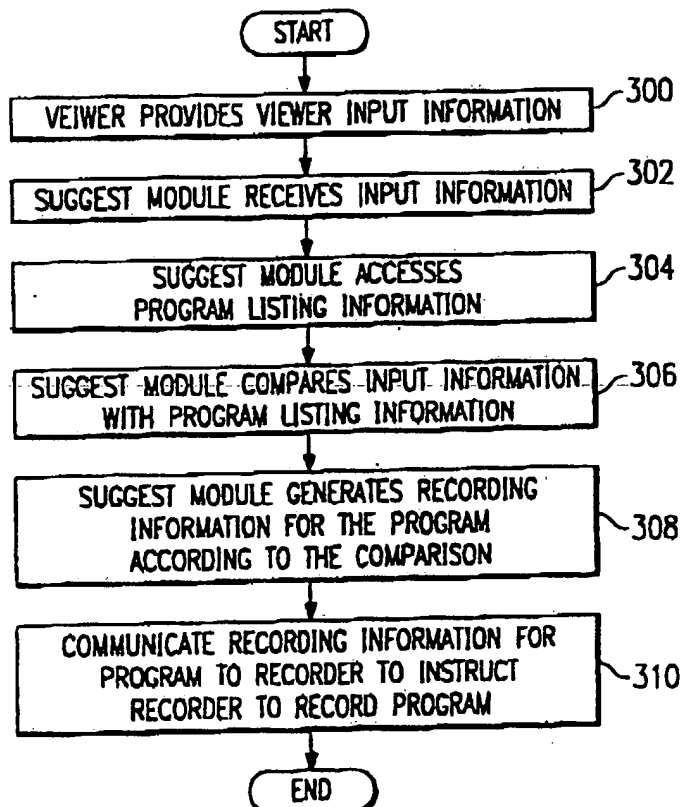 START
VEIWER PROVIDES VIEWER INPUT INFORMATION
300
SUGGEST MODULE RECEIVES INPUT INFORMATION
302
SUGGEST MODULE ACCESSES
PROGRAM LISTING INFORMATION
304
SUGGEST MODULE COMPARES INPUT INFORMATION
WITH PROGRAM LISTING INFORMATION
306
SUGGEST MODULE GENERATES RECORDING
INFORMATION FOR THE PROGRAM
ACCORDING TO THE COMPARISON
308
COMMUNICATE RECORDING INFORMATION FOR
PROGRAM TO RECORDER TO INSTRUCT
RECORDER TO RECORD PROGRAM
310
END